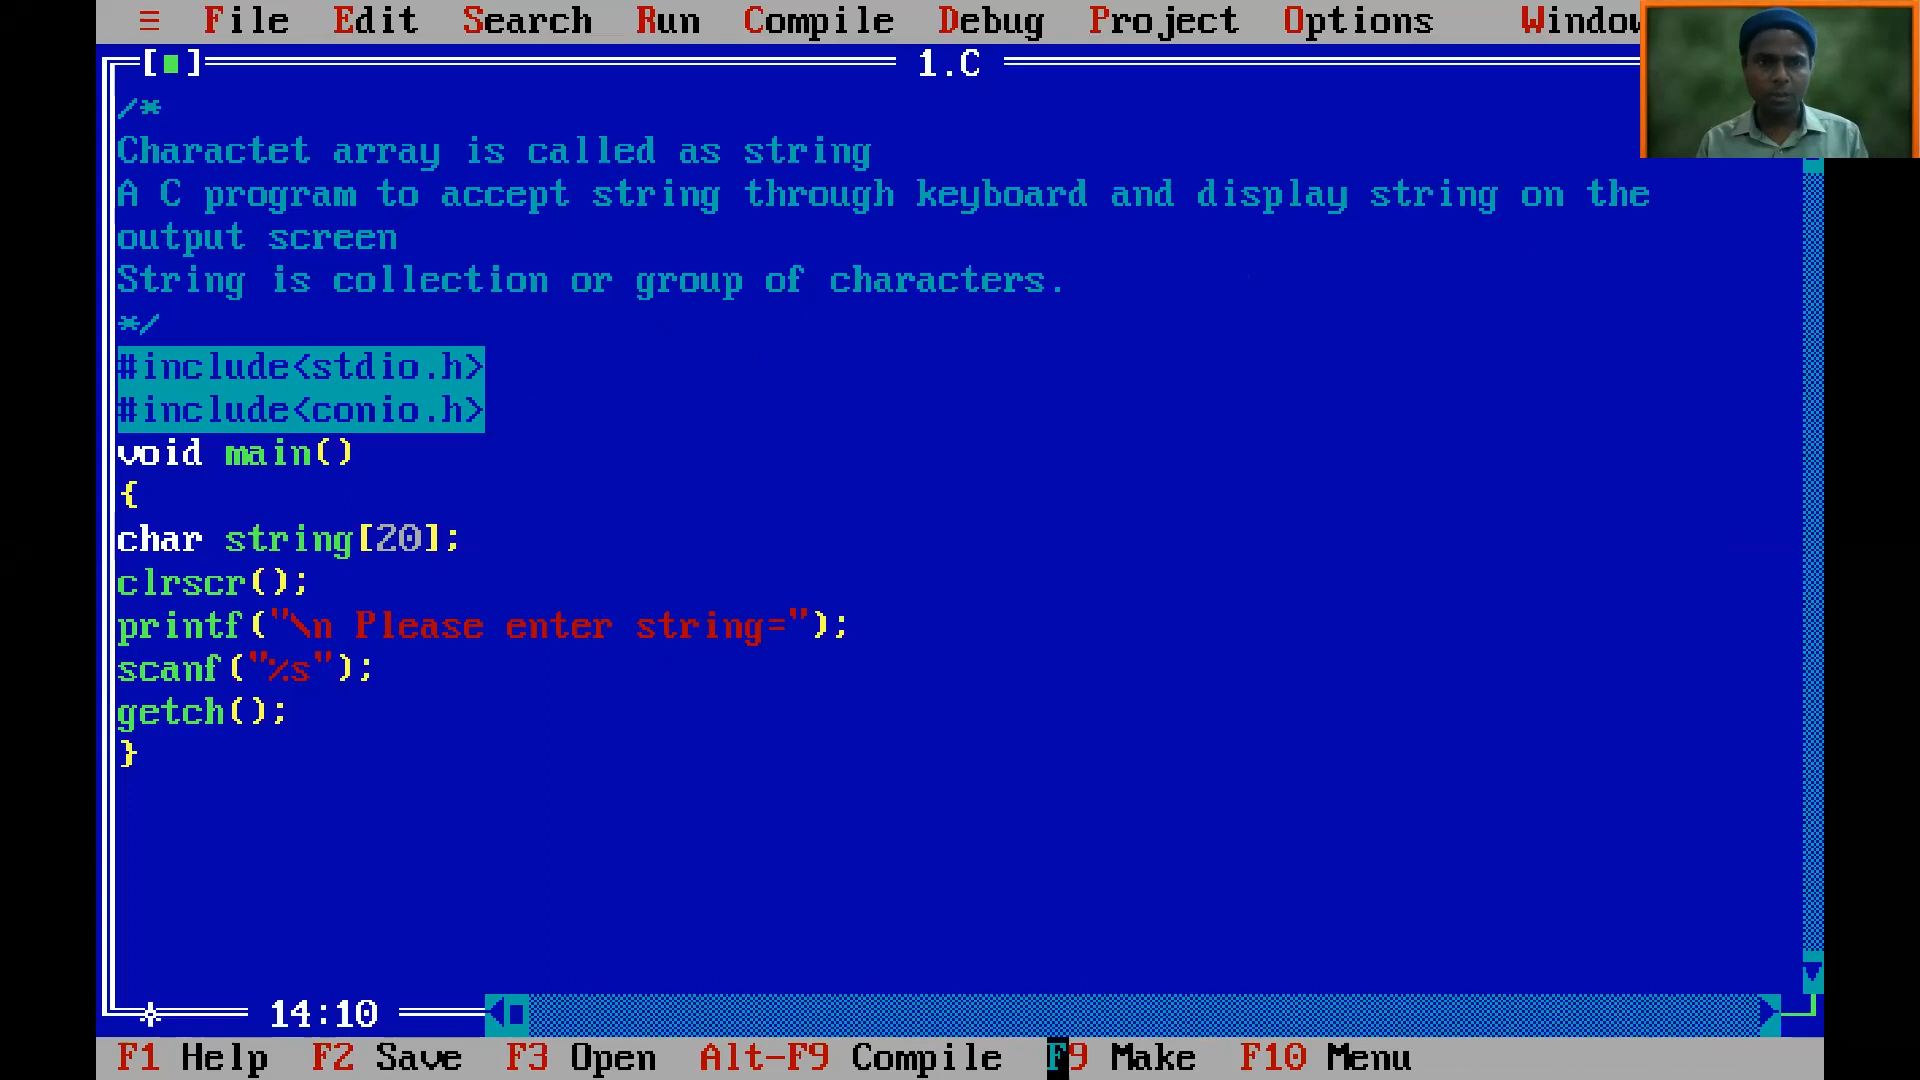 ≡ File Edit Search Run Compile Debug Project Options Window
[■] 1.C
/*
Charactet array is called as string
A C program to accept string through keyboard and display string on the
output screen
String is collection or group of characters.
*/
#include<stdio.h>
#include<conio.h>
void main()
{
char string[20];
clrscr();
printf("\n Please enter string=");
scanf("%s");
getch();
}
14:10
F1 Help F2 Save F3 Open Alt-F9 Compile F9 Make F10 Menu